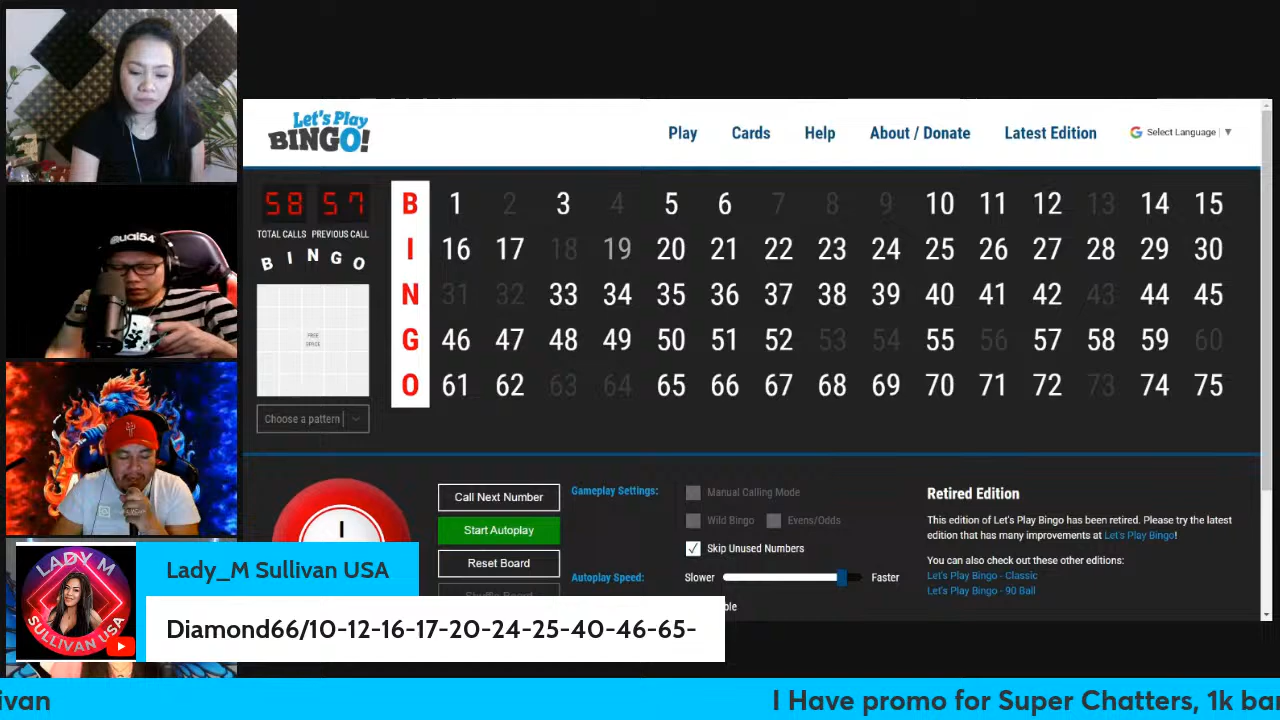 Let's Play
BINGO!
Play Cards Help About / Donate Latest Edition Select Language
58 57
TOTAL CALLS PREVIOUS CALL
B I N G O
FREE
SPACE
Choose a pattern
B 1 2 3 4 5 6 7 8 9 10 11 12 13 14 15
I 16 17 18 19 20 21 22 23 24 25 26 27 28 29 30
N 31 32 33 34 35 36 37 38 39 40 41 42 43 44 45
G 46 47 48 49 50 51 52 53 54 55 56 57 58 59 60
O 61 62 63 64 65 66 67 68 69 70 71 72 73 74 75
I
Call Next Number
Start Autoplay
Reset Board
Shuffle Board
Gameplay Settings:
Manual Calling Mode
Wild Bingo Evens/Odds
Skip Unused Numbers
Autoplay Speed: Slower Faster
Retired Edition
This edition of Let's Play Bingo has been retired. Please try the latest
edition that has many improvements at Let's Play Bingo!
You can also check out these other editions:
Let's Play Bingo - Classic
Let's Play Bingo - 90 Ball
LADY M
SULLIVAN USA
Lady_M Sullivan USA
Diamond66/10-12-16-17-20-24-25-40-46-65-
ivan I Have promo for Super Chatters, 1k bar